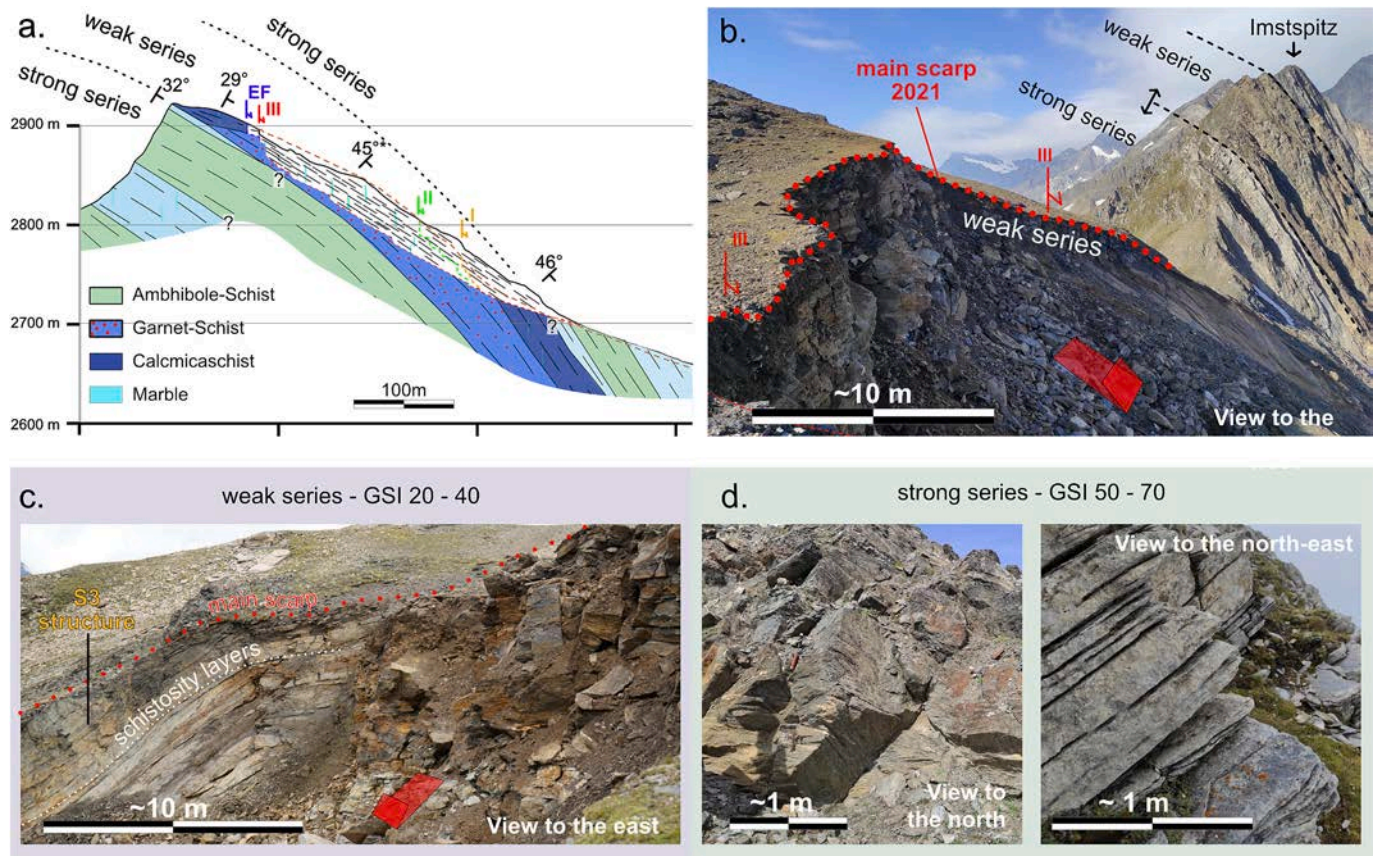 a.
strong series
weak series
strong series
32°
29°
EF
III
45°*
II
I
46°
?
?
?
2900 m
2800 m
2700 m
2600 m
Ambhibole-Schist
Garnet-Schist
Calcmicaschist
Marble
100m
b.
Imstspitz
weak series
strong series
main scarp
2021
III
III
weak series
~10 m
View to the
c.
weak series - GSI 20 - 40
S3
structure
main scarp
schistosity layers
~10 m
View to the east
d.
strong series - GSI 50 - 70
~1 m
View to
the north
View to the north-east
~ 1 m